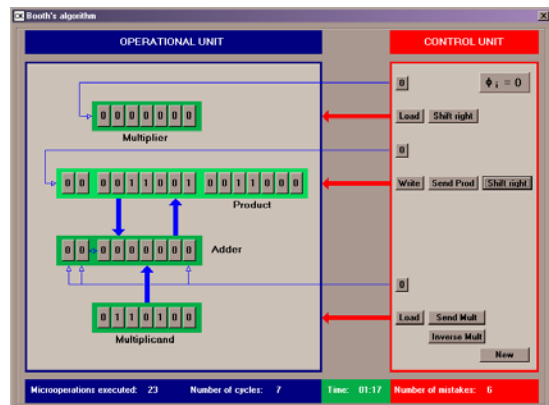 Booth's algorithm
OPERATIONAL UNIT
CONTROL UNIT
0
Φ i = 0
0 0 0 0 0 0 0
Load Shift right
Multiplier
0
0 0 0 0 1 1 0 0 1 0 0 1 1 0 0 0
Write Send Prod Shift right
Product
0 0 0 0 0 0 0 0 0
Adder
0
0 1 1 0 1 0 0
Load Send Mult
Multiplicand
Inverse Mult
New
Microoperations executed: 23 Number of cycles: 7 Time: 01:17 Number of mistakes: 6